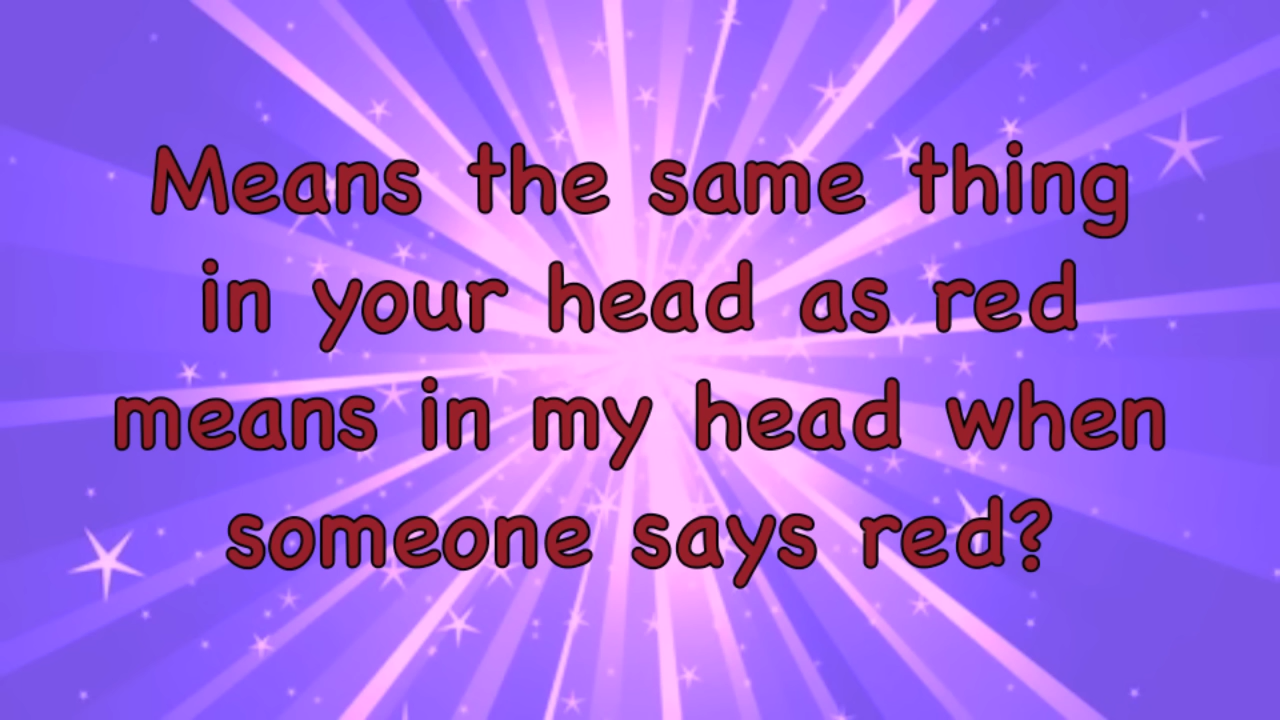 Means the same thing
in your head as red
means in my head when
someone says red?